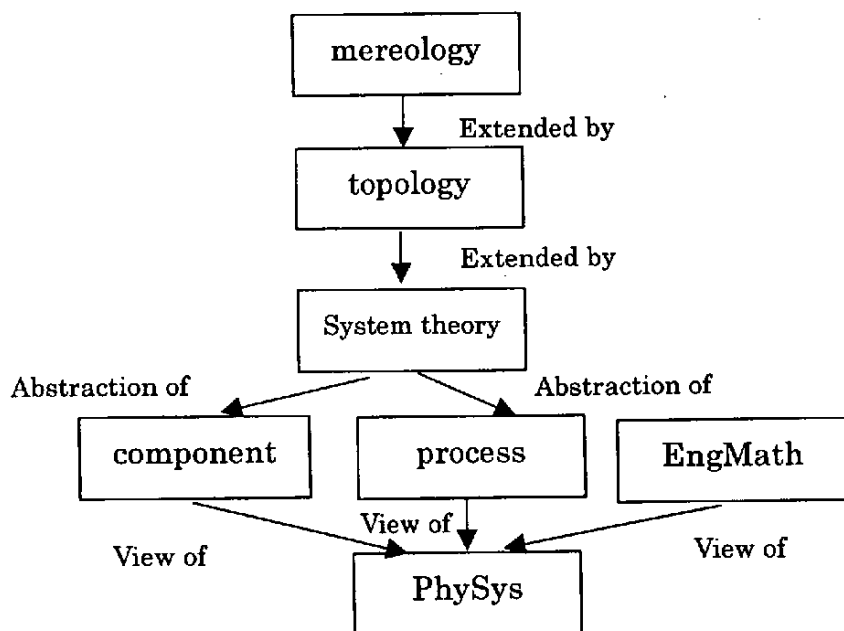 mereology
Extended by
topology
Extended by
System theory
Abstraction of
Abstraction of
component
process
EngMath
View of
View of
View of
PhySys